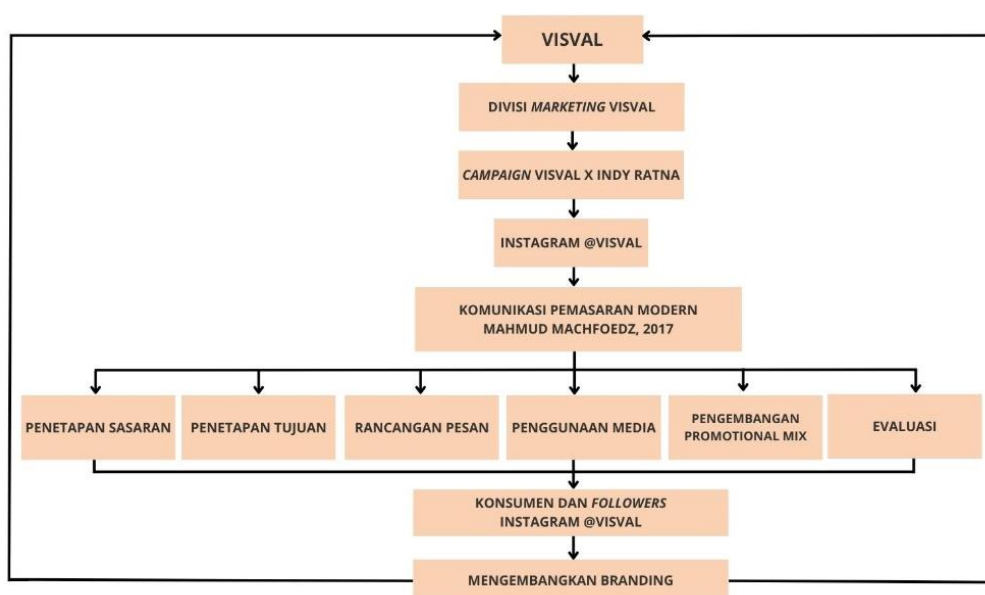 VISVAL
DIVISI MARKETING VISVAL
CAMPAIGN VISVAL X INDY RATNA
INSTAGRAM @VISVAL
KOMUNIKASI PEMASARAN MODERN
MAHMUD MACHFOEDZ, 2017
PENETAPAN SASARAN
PENETAPAN TUJUAN
RANCANGAN PESAN
PENGGUNAAN MEDIA
PENGEMBANGAN
PROMOTIONAL MIX
EVALUASI
KONSUMEN DAN FOLLOWERS
INSTAGRAM @VISVAL
MENGEMBANGKAN BRANDING